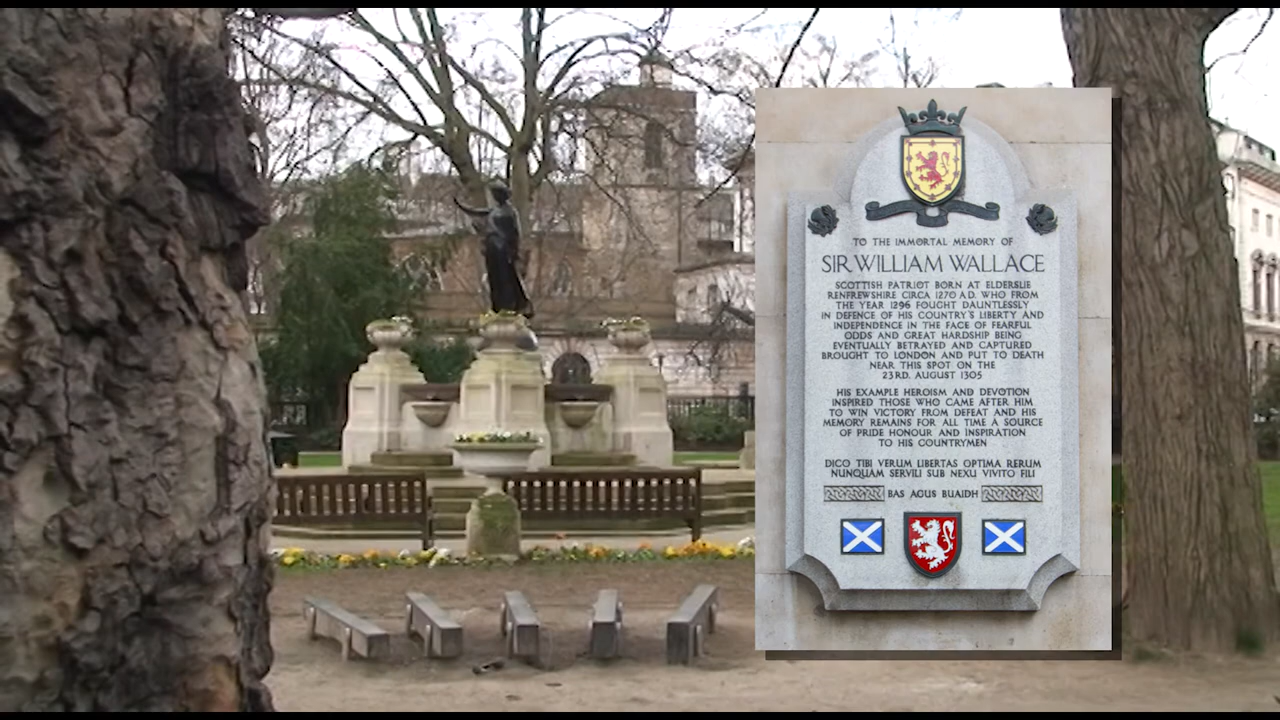 TO THE IMMORTAL MEMORY OF
SIR WILLIAM WALLACE
SCOTTISH PATRIOT BORN AT ELDERSLIE
RENFREWSHIRE CIRCA 1270 A.D. WHO FROM
THE YEAR 1296 FOUGHT DAUNTLESSLY
IN DEFENCE OF HIS COUNTRY'S LIBERTY AND
INDEPENDENCE IN THE FACE OF FEARFUL
ODDS AND GREAT HARDSHIP BEING
EVENTUALLY BETRAYED AND CAPTURED
BROUGHT TO LONDON AND PUT TO DEATH
NEAR THIS SPOT ON THE
23RD. AUGUST 1305
HIS EXAMPLE HEROISM AND DEVOTION
INSPIRED THOSE WHO CAME AFTER HIM
TO WIN VICTORY FROM DEFEAT AND HIS
MEMORY REMAINS FOR ALL TIME A SOURCE
OF PRIDE HONOUR AND INSPIRATION
TO HIS COUNTRYMEN
DICO TIBI VERUM LIBERTAS OPTIMA RERUM
NUNQUAM SERVILI SUB NEXU VIVITO FILI
BAS AGUS BUAIDH